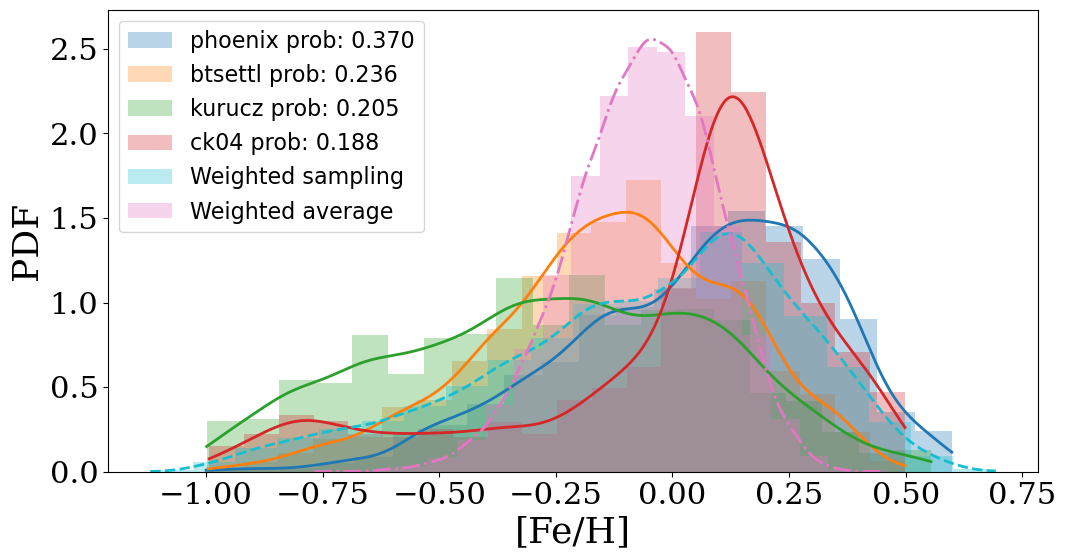 phoenix prob: 0.370
btsettl prob: 0.236
kurucz prob: 0.205
ck04 prob: 0.188
Weighted sampling
Weighted average
PDF
2.5
2.0
1.5
1.0
0.5
0.0
−1.00 −0.75 −0.50 −0.25 0.00 0.25 0.50 0.75
[Fe/H]